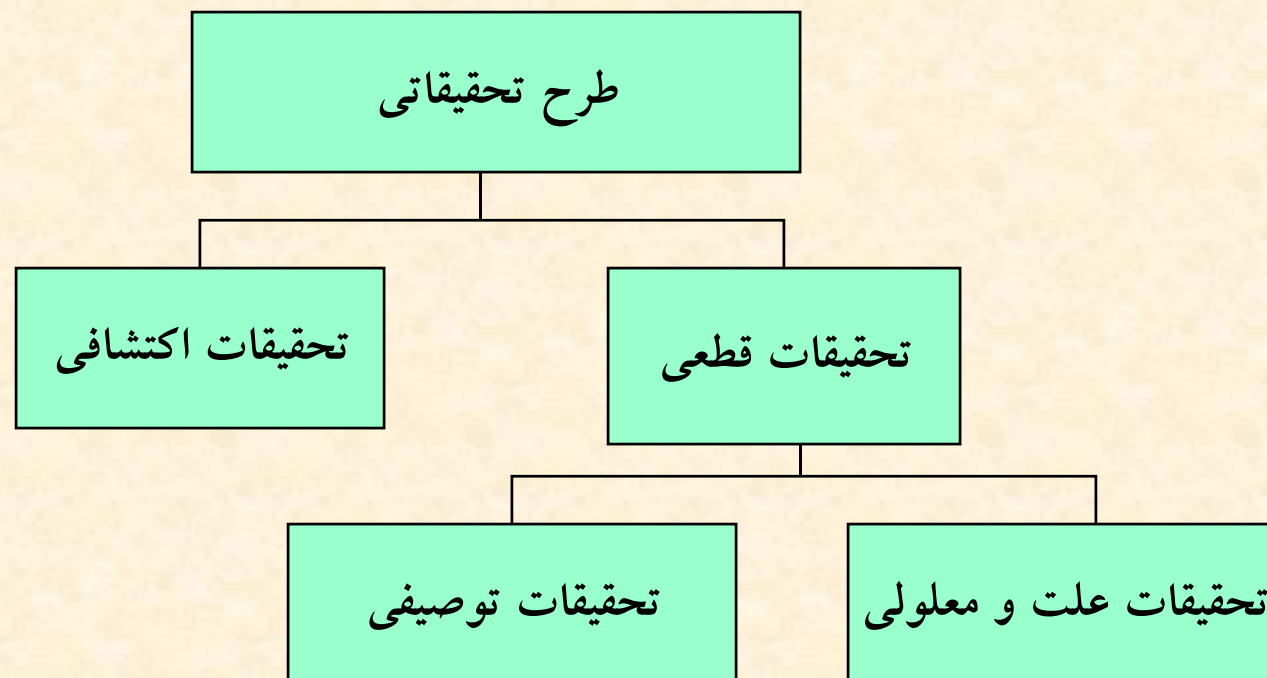 طرح تحقیقاتی
تحقیقات قطعی
تحقیقات اکتشافی
تحقیقات علت و معلولی
تحقیقات توصیفی